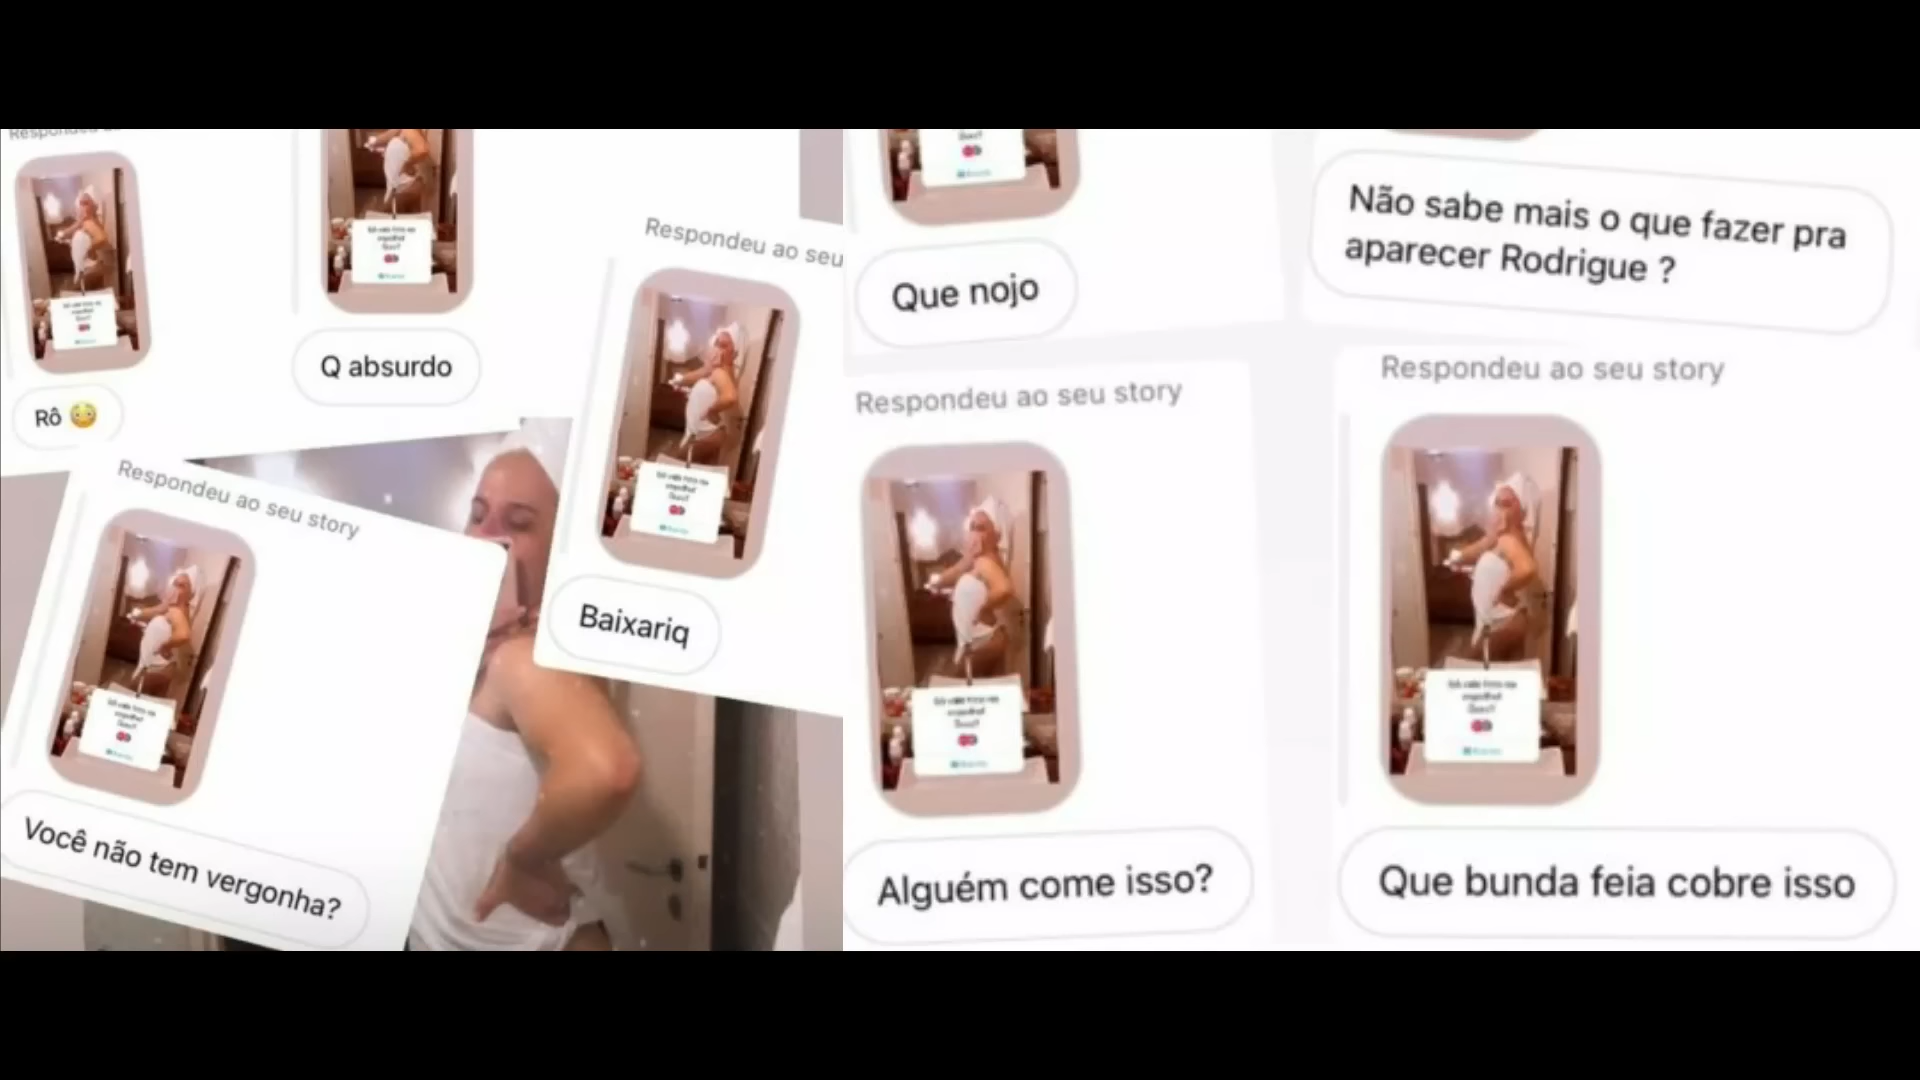 Respondeu ao
Rô 😳
Q absurdo
Respondeu ao seu
Baixariq
Respondeu ao seu story
Você não tem vergonha?
Que nojo
Não sabe mais o que fazer pra
aparecer Rodrigue ?
Respondeu ao seu story
Alguém come isso?
Respondeu ao seu story
Que bunda feia cobre isso